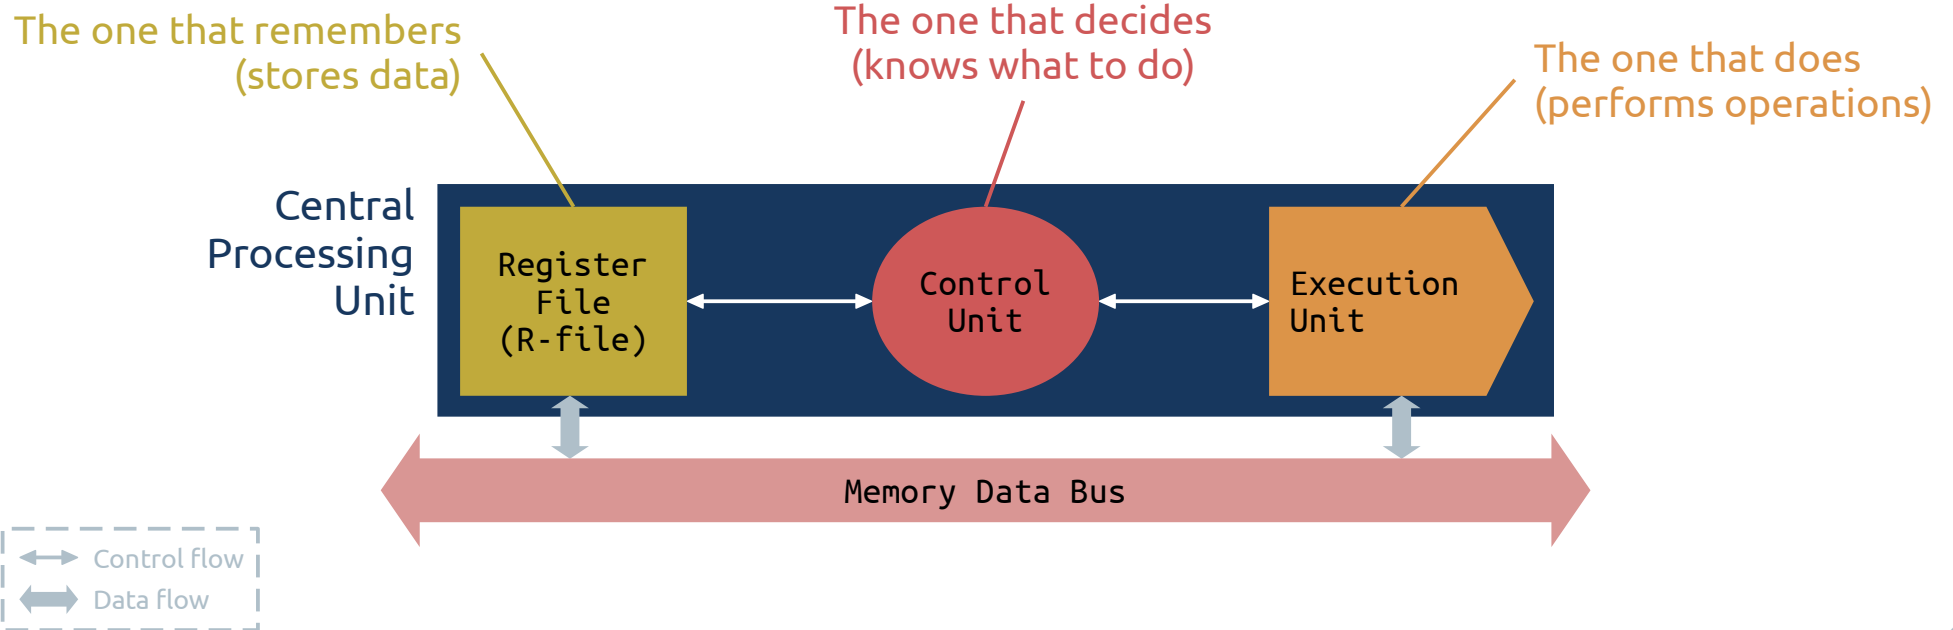 The one that remembers
(stores data)
The one that decides
(knows what to do)
The one that does
(performs operations)
Central
Processing
Unit
Register
File
(R-file)
Control
Unit
Execution
Unit
Memory Data Bus
Control flow
Data flow